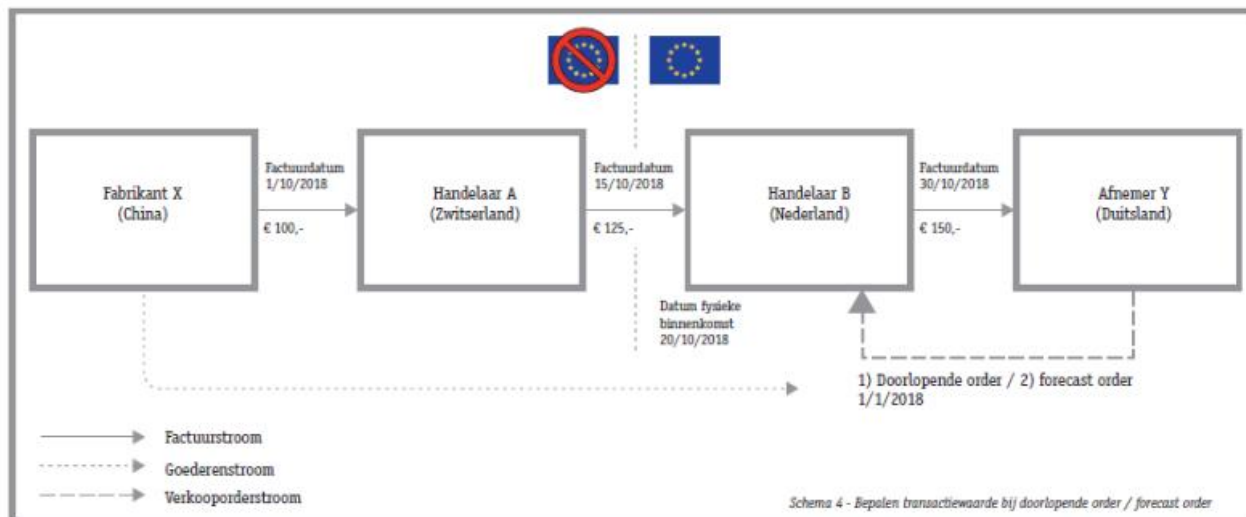 Fabrikant X
(China)
Factuurdatum
1/10/2018
€ 100,-
Handelaar A
(Zwitserland)
Factuurdatum
15/10/2018
€ 125,-
Handelaar B
(Nederland)
Factuurdatum
30/10/2018
€ 150,-
Afnemer Y
(Duitsland)
Datum fysieke
binnenkomst
20/10/2018
1) Doorlopende order / 2) forecast order
1/1/2018
Factuurstroom
Goederenstroom
Verkooporderstroom
Schema 4 - Bepalen transactiewaarde bij doorlopende order / forecast order